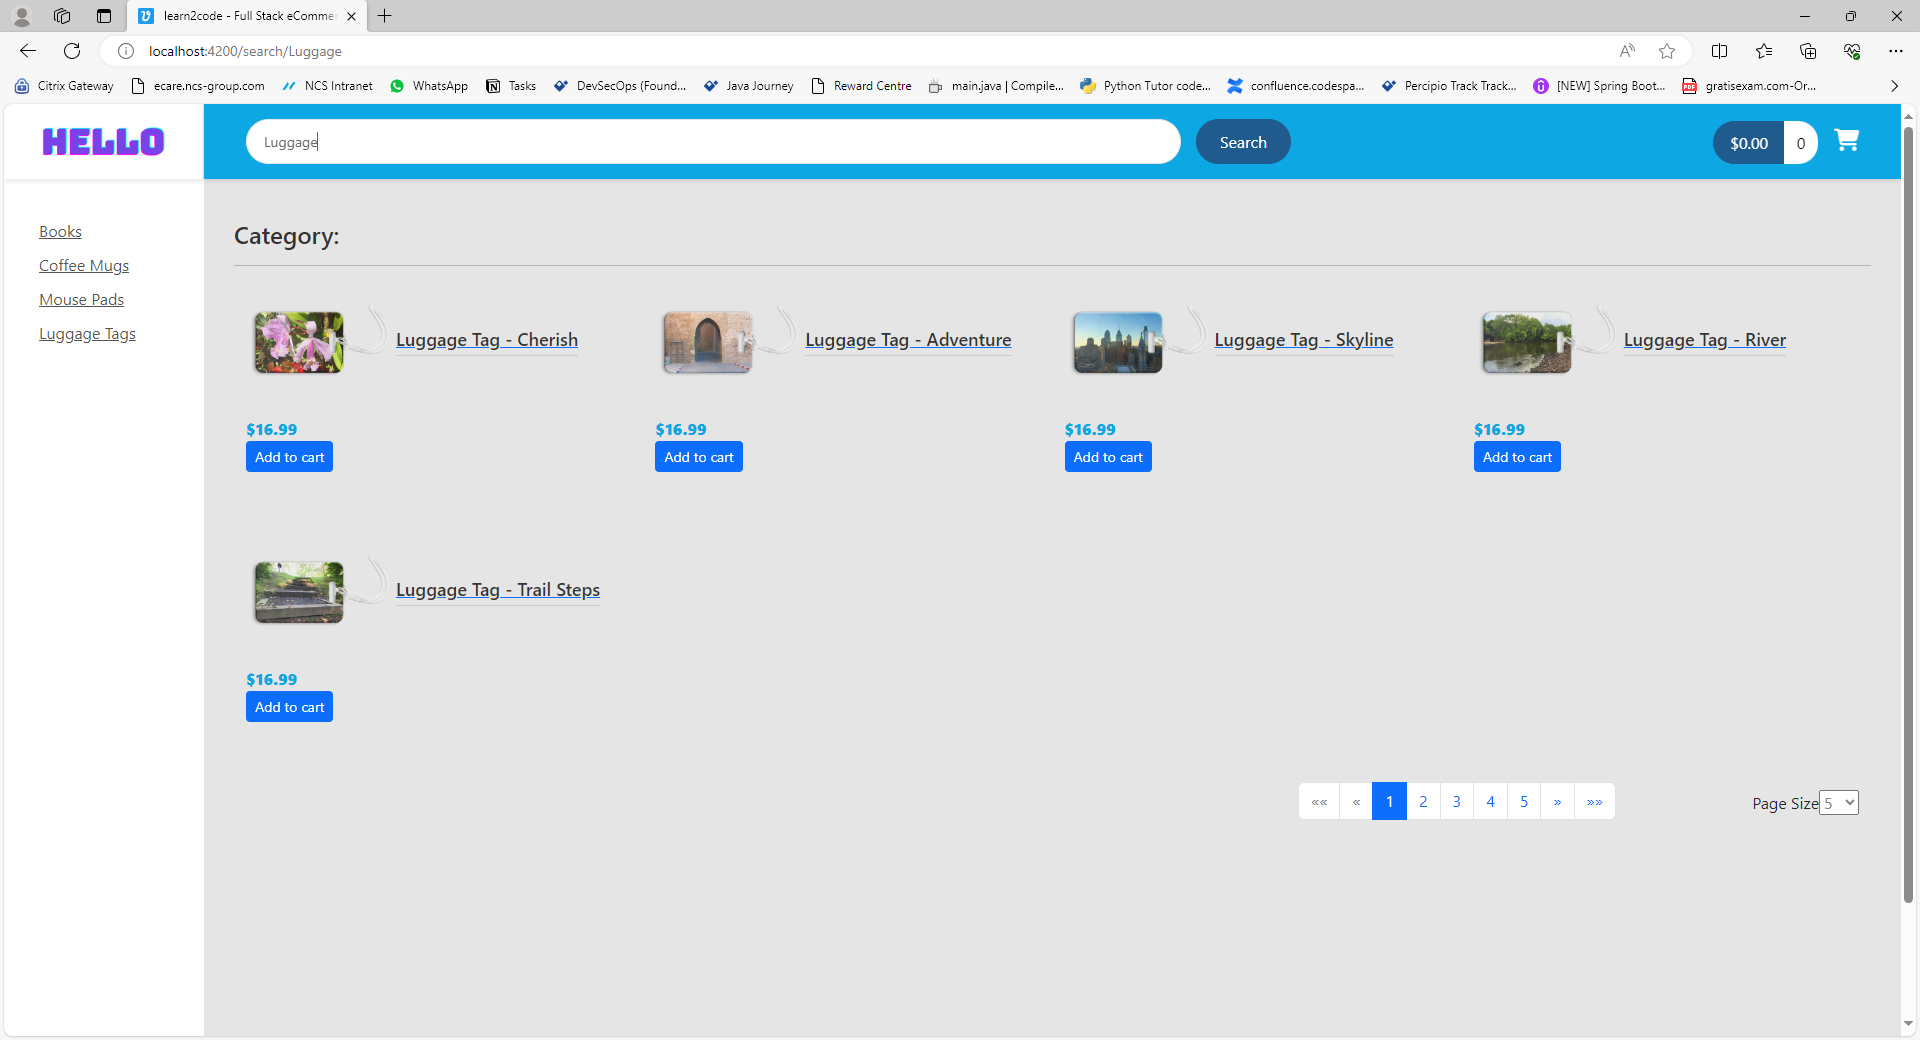 learn2code - Full Stack eComme
localhost:4200/search/Luggage
Citrix Gateway
ecare.ncs-group.com
NCS Intranet
WhatsApp
Tasks
DevSecOps (Found...
Java Journey
Reward Centre
main.java | Compile...
Python Tutor code...
confluence.codespa...
Percipio Track Track...
[NEW] Spring Boot...
gratisexam.com-Or...
HELLO
Luggage
Search
$0.00
0
Books
Coffee Mugs
Mouse Pads
Luggage Tags
Category:
Luggage Tag - Cherish
Luggage Tag - Adventure
Luggage Tag - Skyline
Luggage Tag - River
$16.99
$16.99
$16.99
$16.99
Add to cart
Add to cart
Add to cart
Add to cart
Luggage Tag - Trail Steps
$16.99
Add to cart
«« « 1 2 3 4 5 » »»
Page Size 5